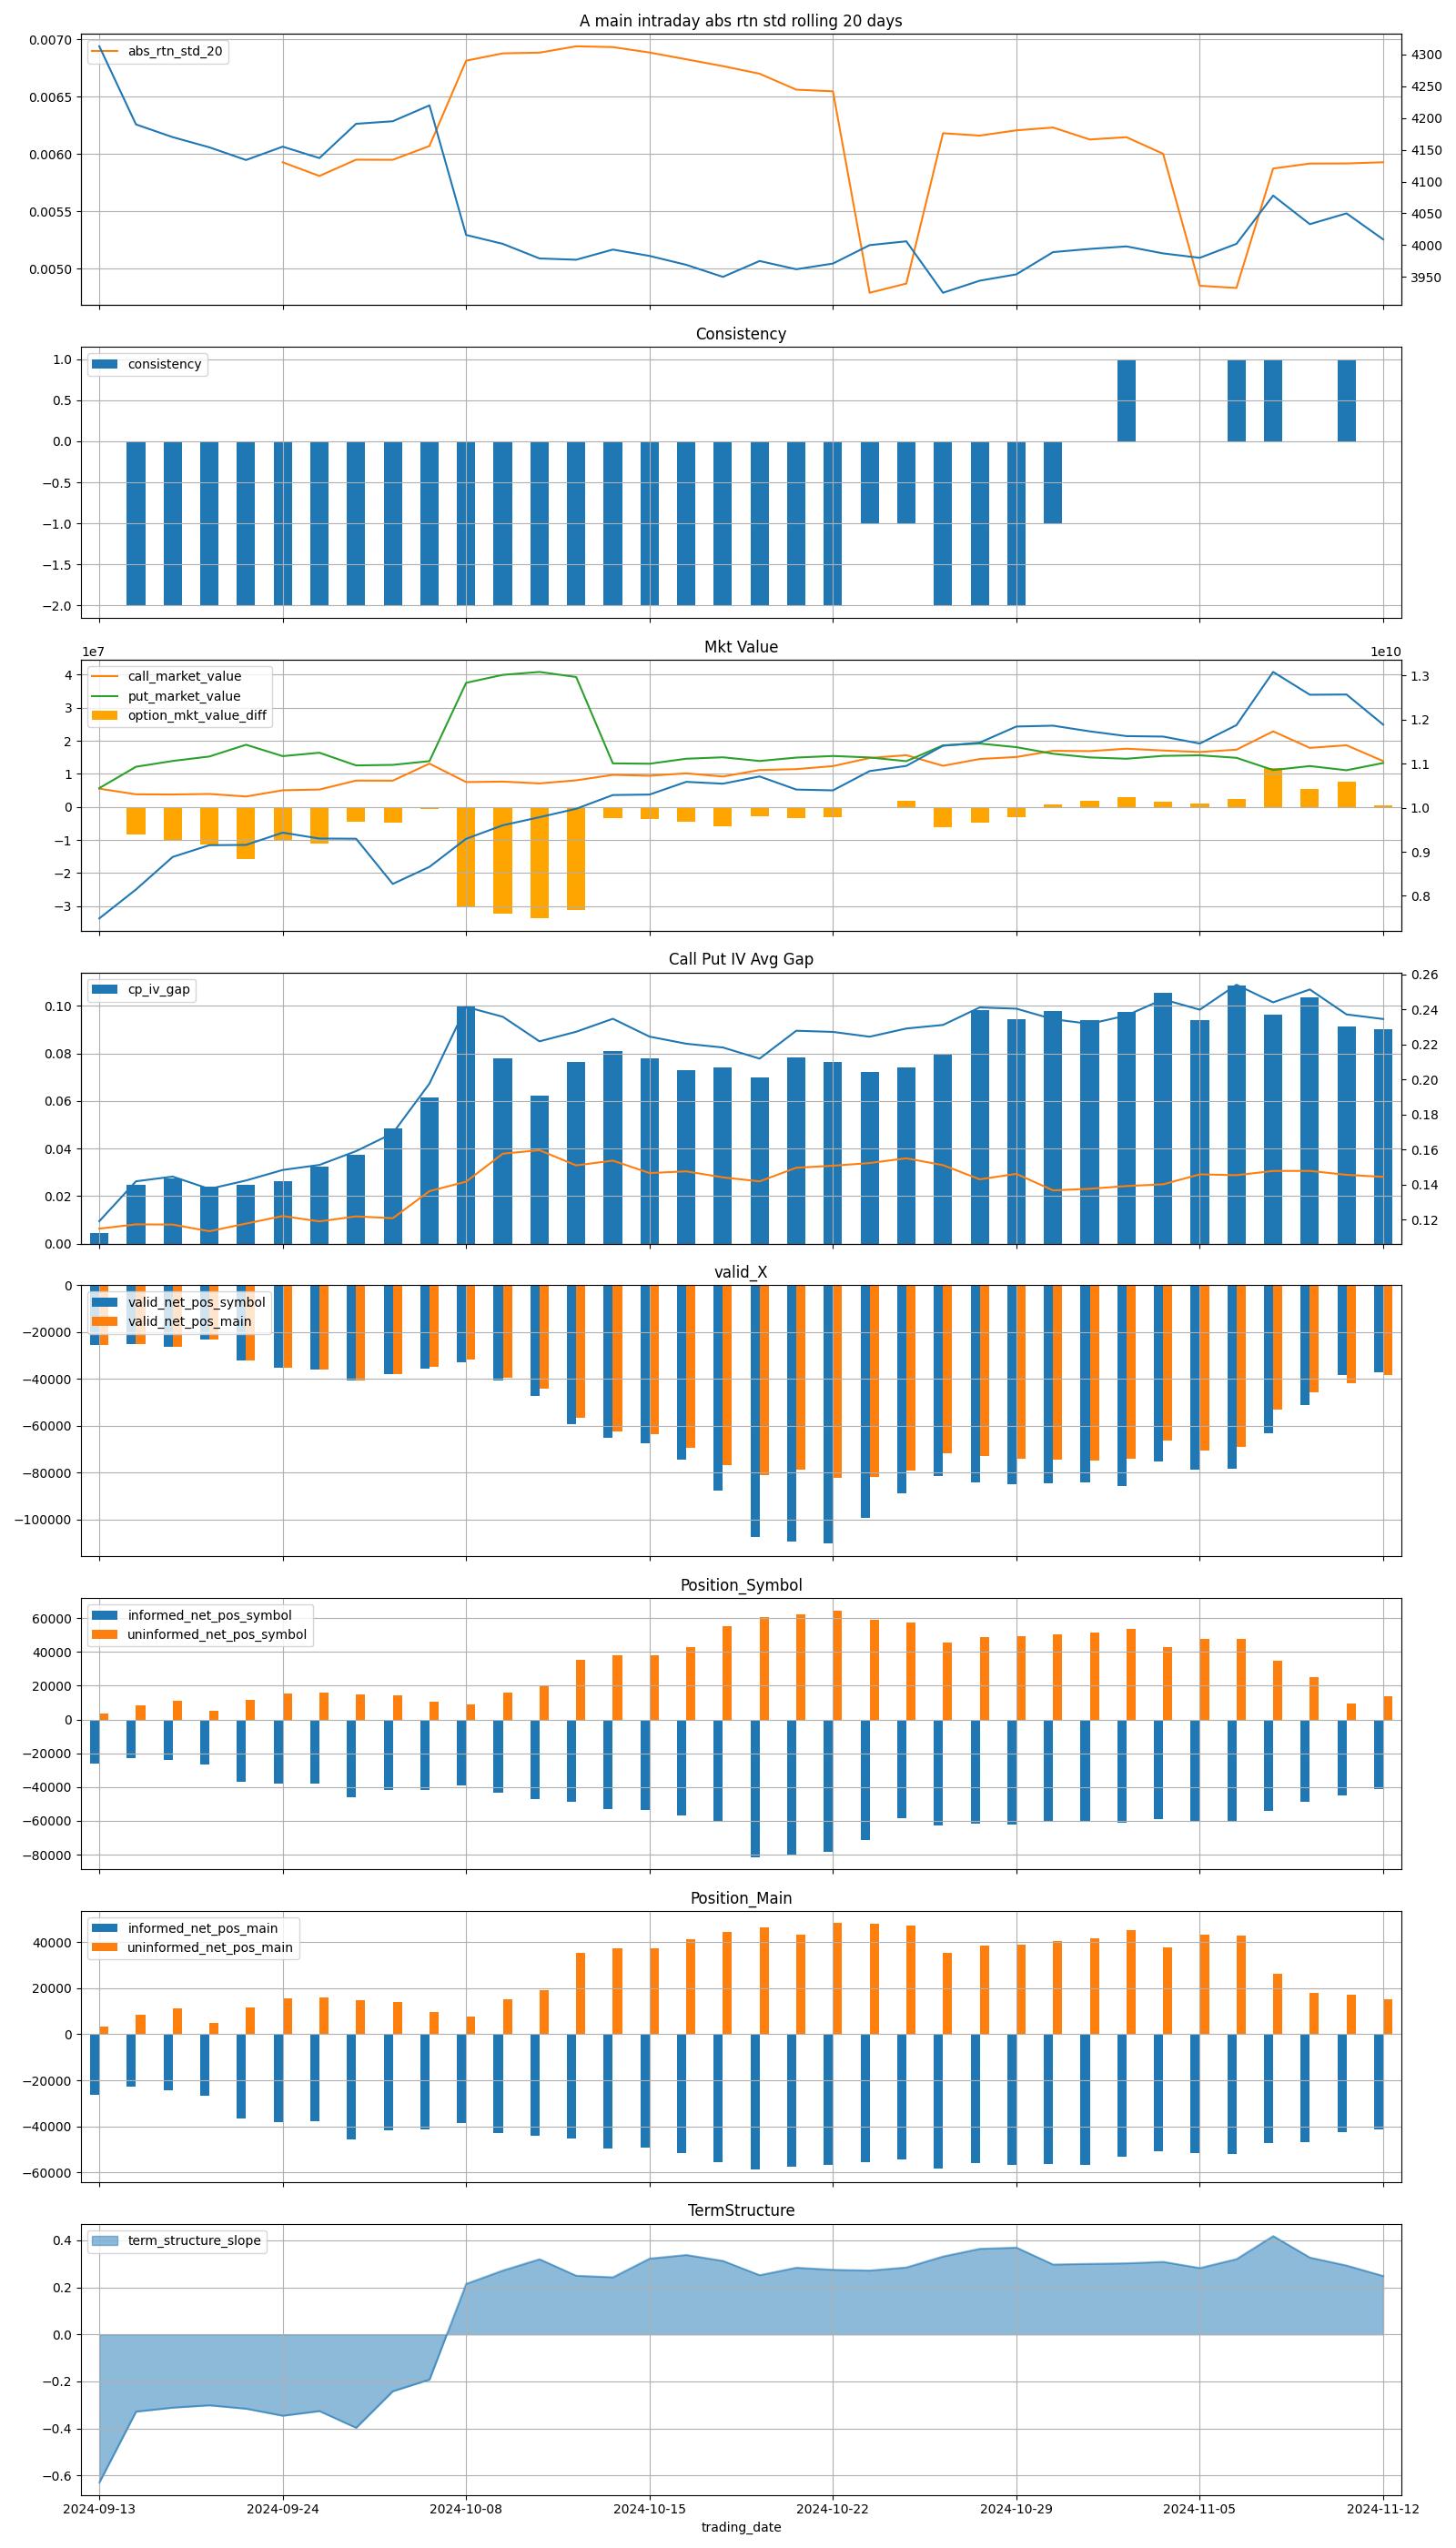 A main intraday abs rtn std rolling 20 days
abs_rtn_std_20
0.0070
0.0065
0.0060
0.0055
0.0050
4300
4250
4200
4150
4100
4050
4000
3950
Consistency
consistency
1.0
0.5
0.0
−0.5
−1.0
−1.5
−2.0
Mkt Value
1e7
1e10
call_market_value
put_market_value
option_mkt_value_diff
4
3
2
1
0
−1
−2
−3
1.3
1.2
1.1
1.0
0.9
0.8
Call Put IV Avg Gap
cp_iv_gap
0.10
0.08
0.06
0.04
0.02
0.00
0.26
0.24
0.22
0.20
0.18
0.16
0.14
0.12
valid_X
valid_net_pos_symbol
valid_net_pos_main
0
−20000
−40000
−60000
−80000
−100000
Position_Symbol
informed_net_pos_symbol
uninformed_net_pos_symbol
60000
40000
20000
0
−20000
−40000
−60000
−80000
Position_Main
informed_net_pos_main
uninformed_net_pos_main
40000
20000
0
−20000
−40000
−60000
TermStructure
term_structure_slope
0.4
0.2
0.0
−0.2
−0.4
−0.6
2024-09-13 2024-09-24 2024-10-08 2024-10-15 2024-10-22 2024-10-29 2024-11-05 2024-11-12
trading_date